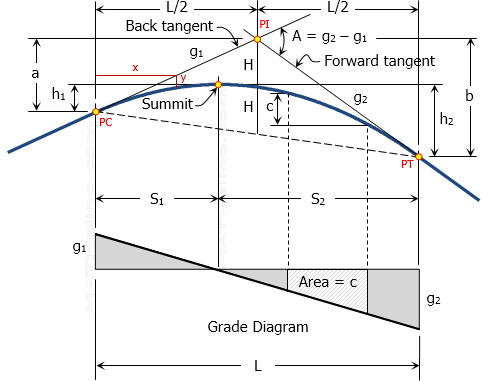 L/2
L/2
PI
Back tangent
A = g₂ − g₁
g₁
H
Forward tangent
a
x
y
g₂
b
h₁
Summit
H
c
h₂
PC
PT
S₁
S₂
g₁
Area = c
g₂
Grade Diagram
L